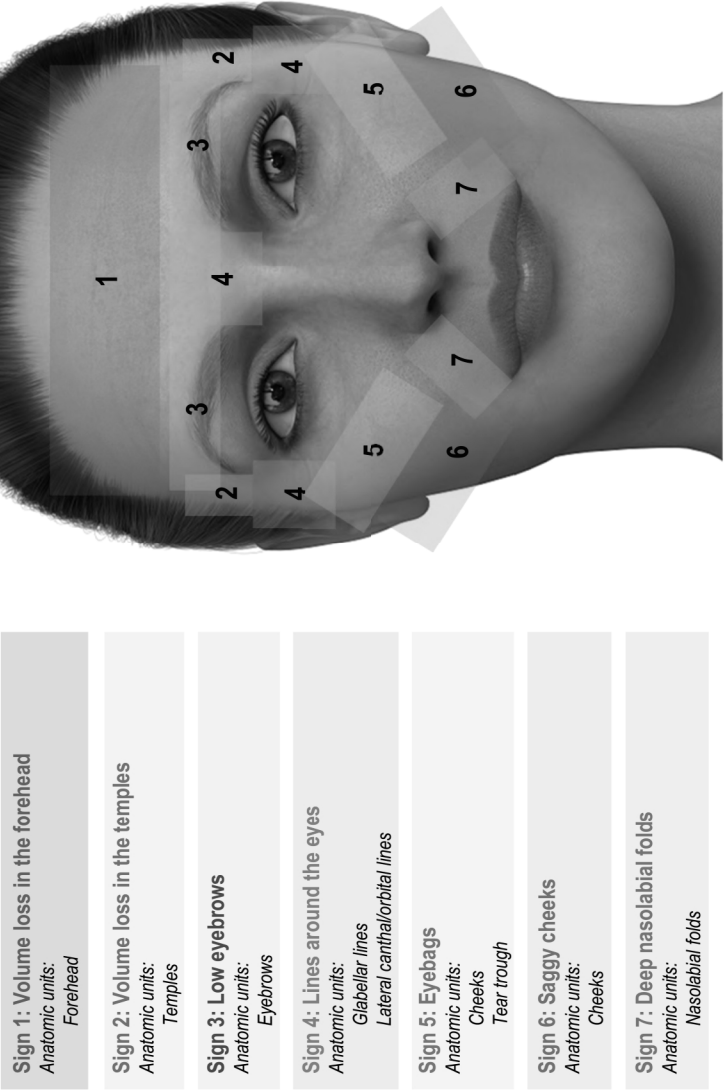 Sign 1: Volume loss in the forehead
Anatomic units:
Forehead
Sign 2: Volume loss in the temples
Anatomic units:
Temples
Sign 3: Low eyebrows
Anatomic units:
Eyebrows
Sign 4: Lines around the eyes
Anatomic units:
Glabellar lines
Lateral canthal/orbital lines
Sign 5: Eyebags
Anatomic units:
Cheeks
Tear trough
Sign 6: Saggy cheeks
Anatomic units:
Cheeks
Sign 7: Deep nasolabial folds
Anatomic units:
Nasolabial folds
1
2
2
3
3
4
4
4
5
5
6
6
7
7